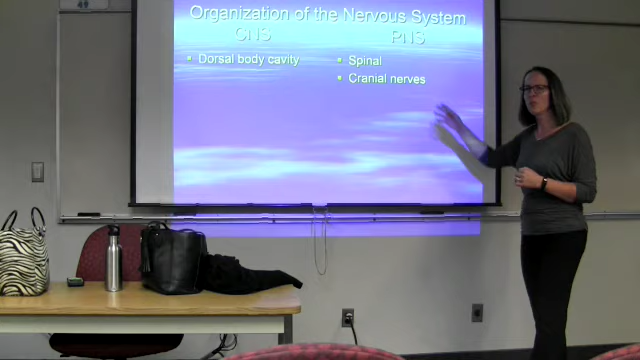 Organization of the Nervous System
CNS
PNS
Dorsal body cavity
Spinal
Cranial nerves